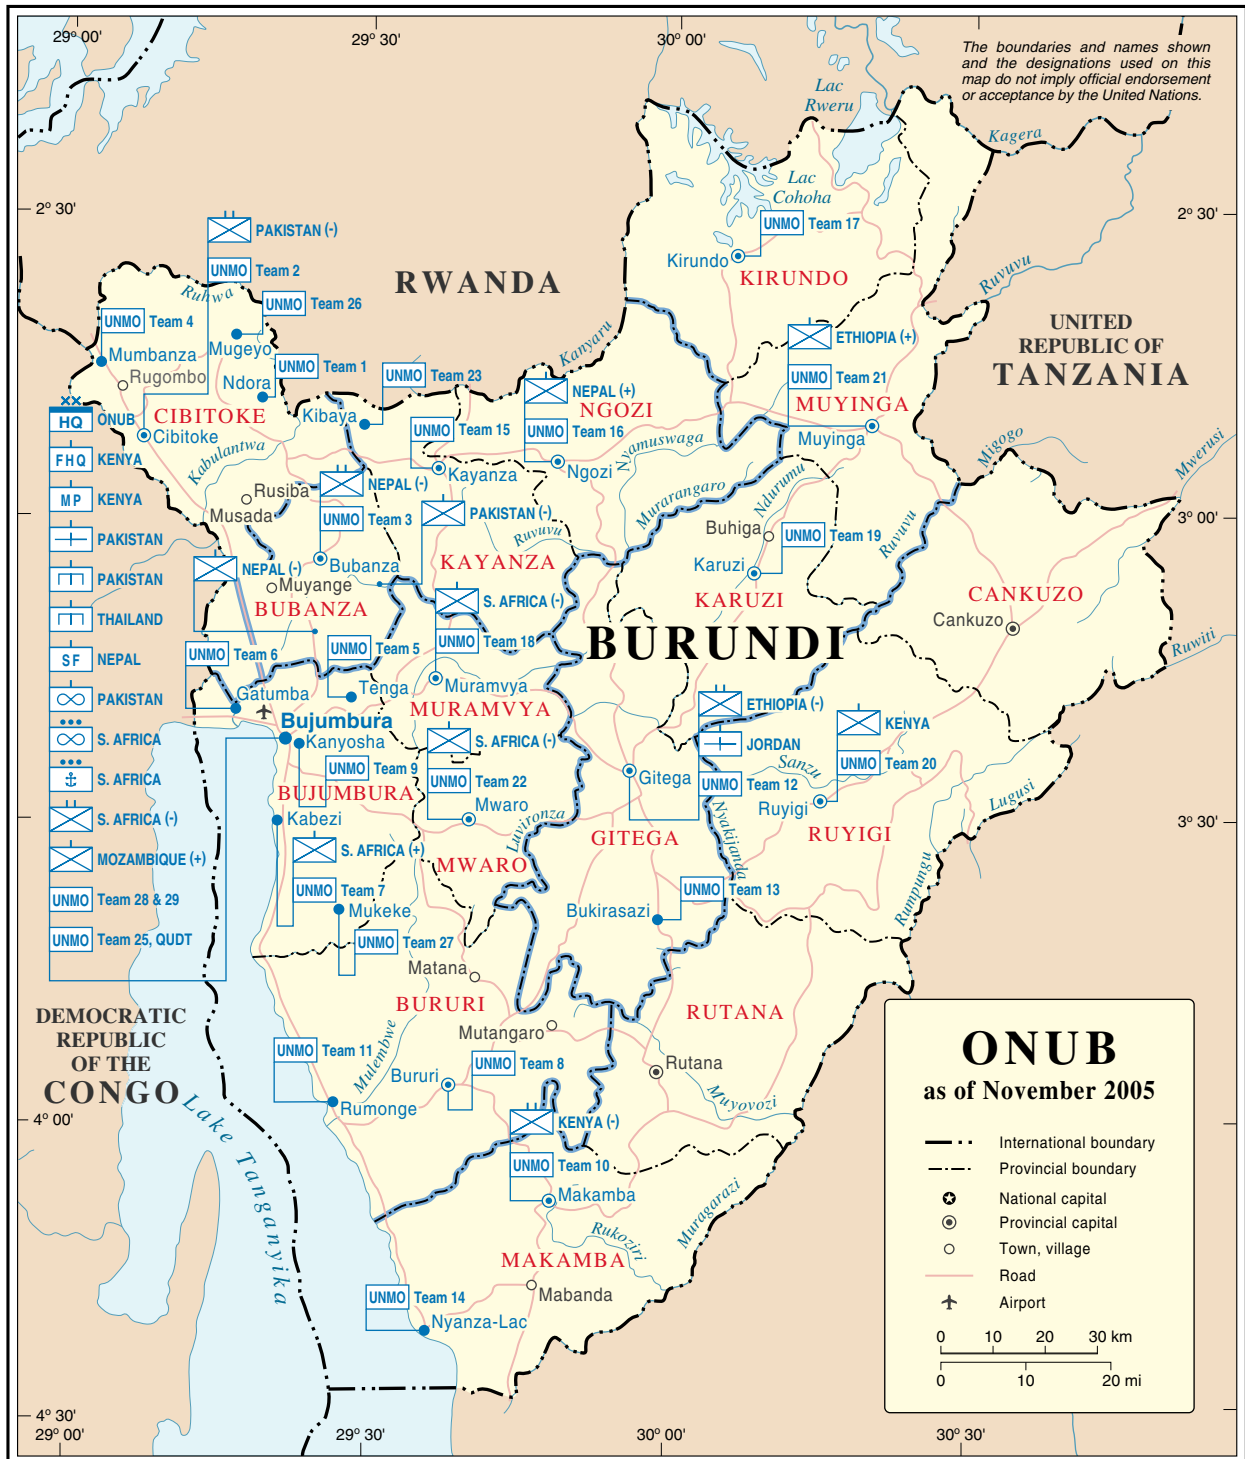 29° 00'
29° 30'
30° 00'
The boundaries and names shown
and the designations used on this
map do not imply official endorsement
or acceptance by the United Nations.
Lac
Rweru
Kagera
Lac
Cohoha
2° 30'
2° 30'
UNMO Team 17
PAKISTAN (-)
Kirundo
KIRUNDO
Ruvuvu
UNMO Team 2
RWANDA
Ruhwa
UNMO Team 26
UNMO Team 4
Mugeyo
Kanyaru
ETHIOPIA (+)
UNITED
REPUBLIC OF
TANZANIA
Mumbanza
Rugombo
UNMO Team 1
Ndora
UNMO Team 23
UNMO Team 21
NEPAL (+)
NGOZI
MUYINGA
CIBITOKE
Kibaya
HQ ONUB
Cibitoke
UNMO Team 15
UNMO Team 16
Muyinga
Nyamuswaga
Migogo
Mwerusi
FHQ KENYA
Kabulantwa
Kayanza
Ngozi
NEPAL (-)
Murarangaro
Ndurumu
MP KENYA
Rusiba
Musada
UNMO Team 3
PAKISTAN (-)
Ruvuvu
Ruvuvu
3° 00'
Buhiga
UNMO Team 19
PAKISTAN
NEPAL (-)
Bubanza
KAYANZA
Karuzi
PAKISTAN
Muyange
BUBANZA
S. AFRICA (-)
KARUZI
CANKUZO
THAILAND
Cankuzo
BURUNDI
UNMO Team 6
UNMO Team 5
UNMO Team 18
Ruwiti
SF NEPAL
Gatumba
Tenga
Muramvya
PAKISTAN
MURAMVYA
ETHIOPIA (-)
KENYA
Bujumbura
Kanyosha
S. AFRICA (-)
JORDAN
S. AFRICA
UNMO Team 9
Gitega
Sanzu
UNMO Team 20
S. AFRICA
UNMO Team 22
UNMO Team 12
BUJUMBURA
Mwaro
Ruyigi
Lugusi
S. AFRICA (-)
Kabezi
Luvironza
GITEGA
Nyakijanda
RUYIGI
3° 30'
MOZAMBIQUE (+)
S. AFRICA (+)
MWARO
Rumpungu
UNMO Team 28 & 29
UNMO Team 7
UNMO Team 13
Mukeke
Bukirasazi
UNMO Team 25, QUDT
UNMO Team 27
Matana
BURURI
RUTANA
DEMOCRATIC
REPUBLIC
OF THE
CONGO
Mutangaro
UNMO Team 11
Mulembwe
UNMO Team 8
Bururi
Rutana
Rumonge
Muyovozi
4° 00'
Lake Tanganyika
KENYA (-)
UNMO Team 10
Makamba
Muragarazi
Rukoziri
MAKAMBA
UNMO Team 14
Mabanda
Nyanza-Lac
4° 30'
29° 00'
29° 30'
30° 00'
30° 30'
ONUB
as of November 2005
International boundary
Provincial boundary
National capital
Provincial capital
Town, village
Road
Airport
0 10 20 30 km
0 10 20 mi